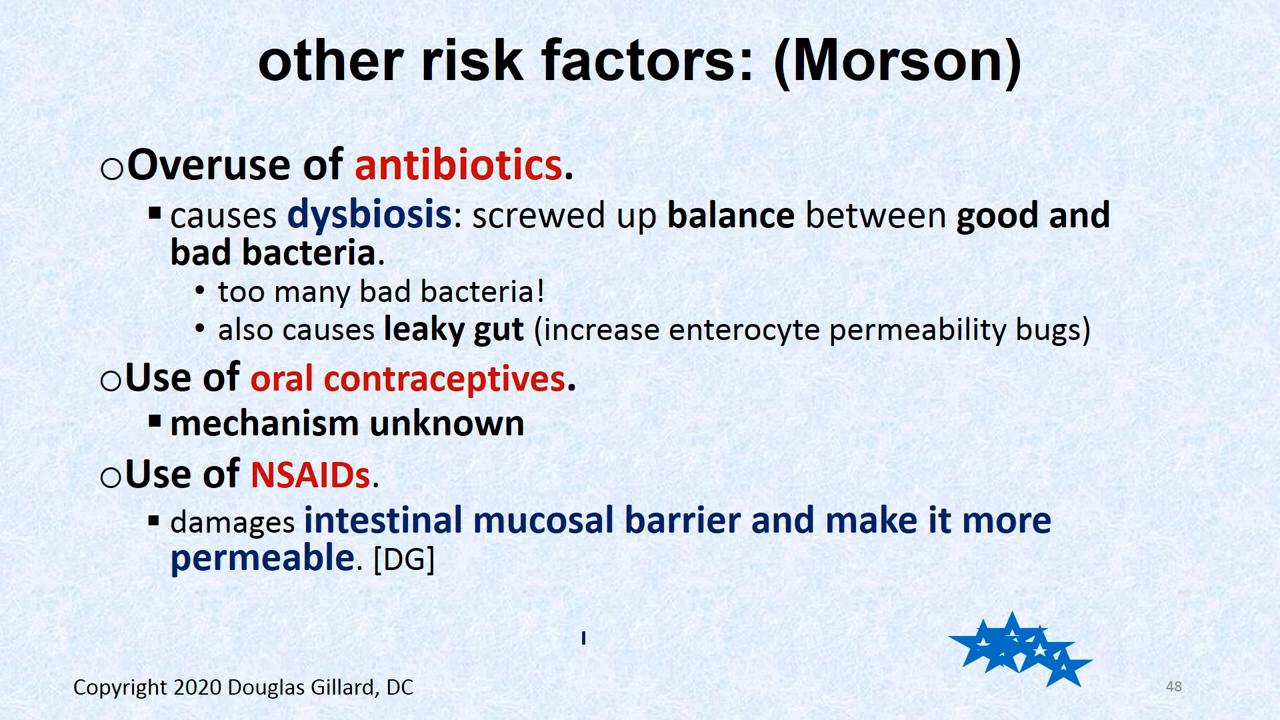 other risk factors: (Morson)
○Overuse of antibiotics.
▪ causes dysbiosis: screwed up balance between good and
bad bacteria.
• too many bad bacteria!
• also causes leaky gut (increase enterocyte permeability bugs)
○Use of oral contraceptives.
▪ mechanism unknown
○Use of NSAIDs.
▪ damages intestinal mucosal barrier and make it more
permeable. [DG]
Copyright 2020 Douglas Gillard, DC
48